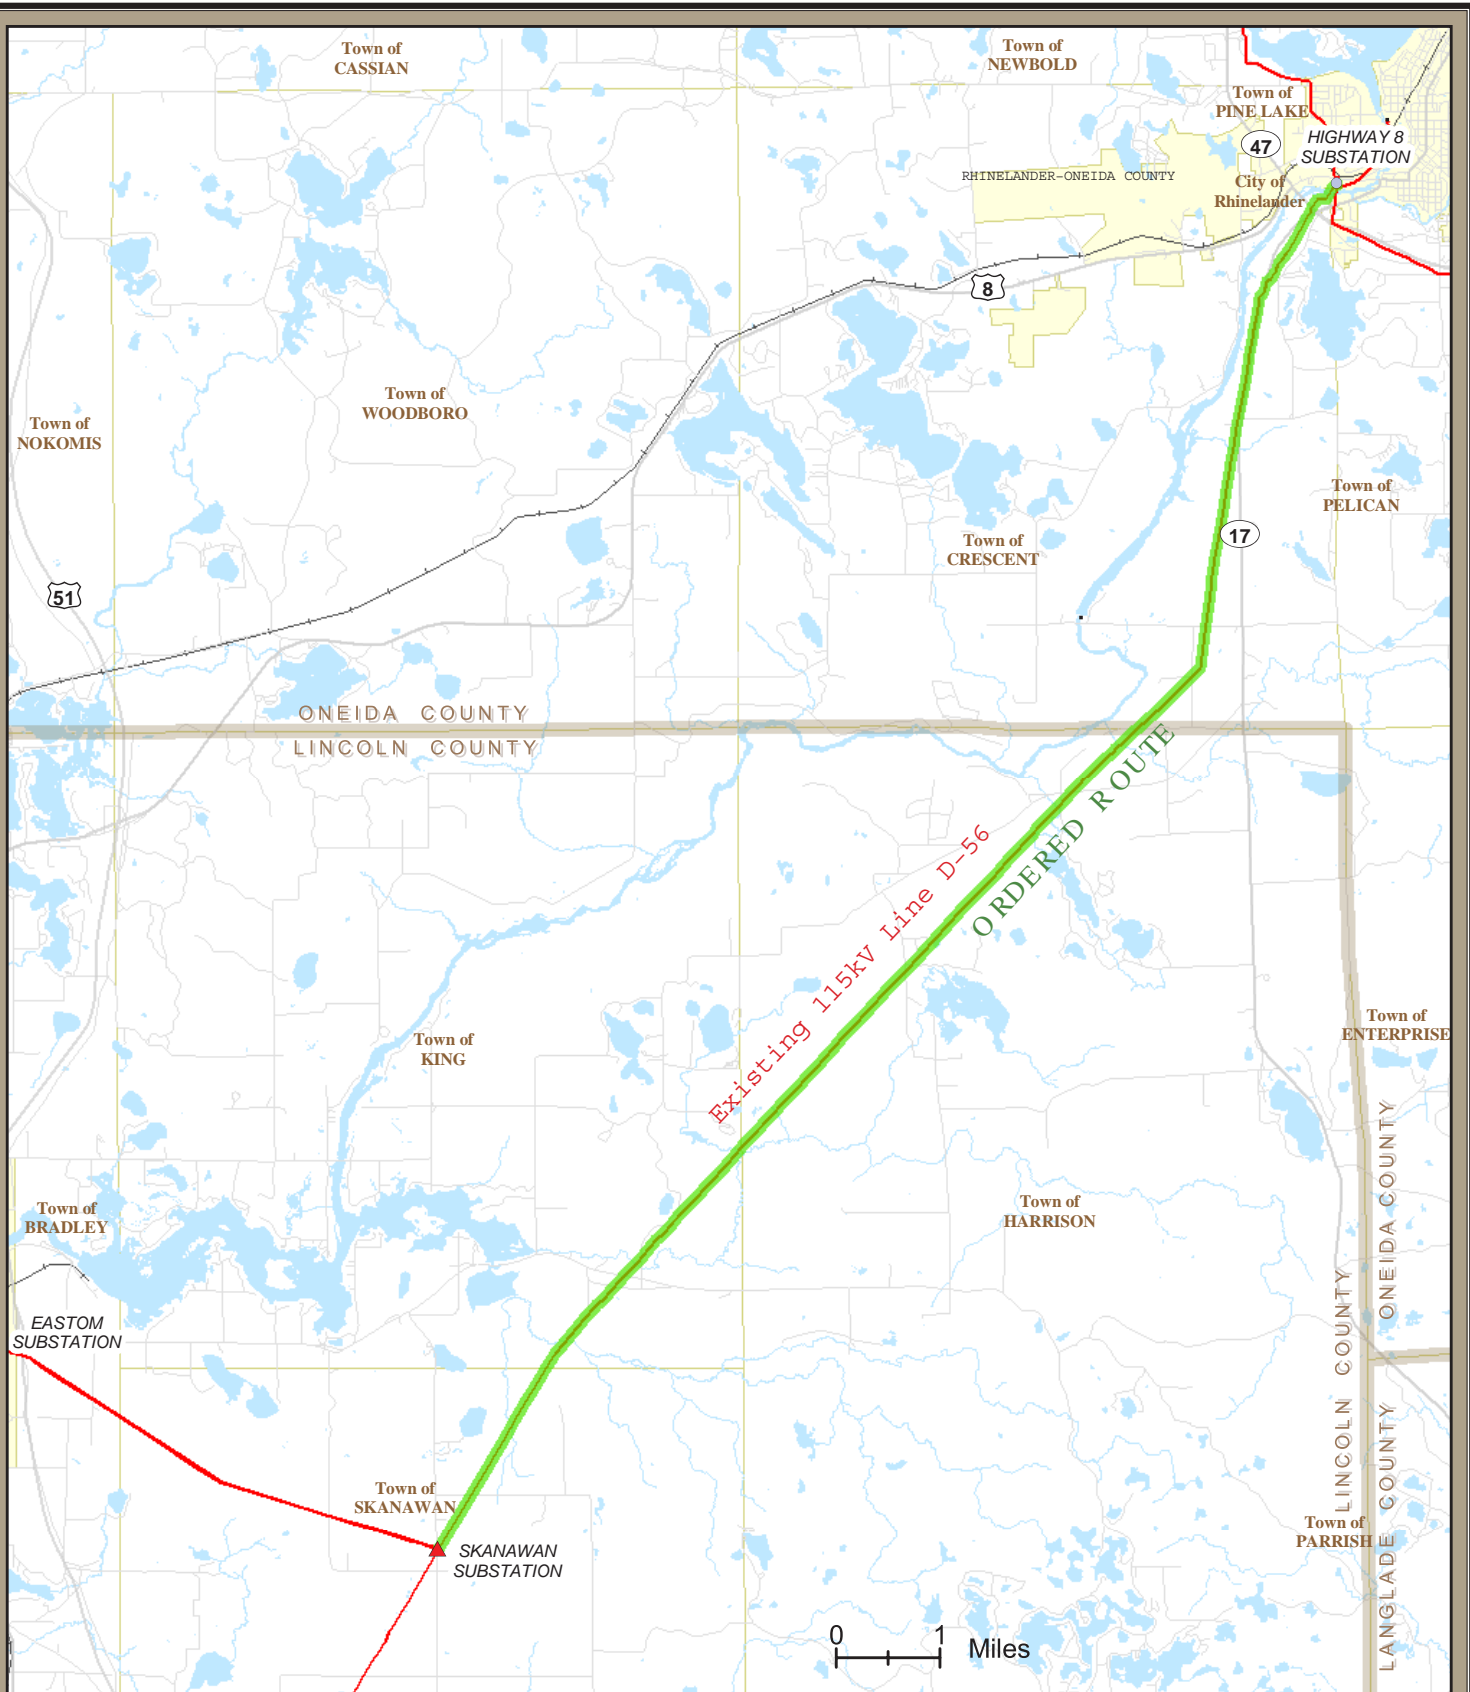 Town of
CASSIAN
Town of
NEWBOLD
Town of
PINE LAKE
47
HIGHWAY 8
SUBSTATION
RHINELANDER-ONEIDA COUNTY
City of
Rhinelander
8
Town of
WOODBORO
Town of
NOKOMIS
Town of
PELICAN
17
Town of
CRESCENT
51
ONEIDA COUNTY
LINCOLN COUNTY
ORDERED ROUTE
Existing 115kV Line D-56
Town of
ENTERPRISE
Town of
KING
Town of
BRADLEY
Town of
HARRISON
ONEIDA COUNTY
LINCOLN COUNTY
EASTOM
SUBSTATION
LANGLADE COUNTY
Town of
SKANAWAN
Town of
PARRISH
SKANAWAN
SUBSTATION
0 1 Miles